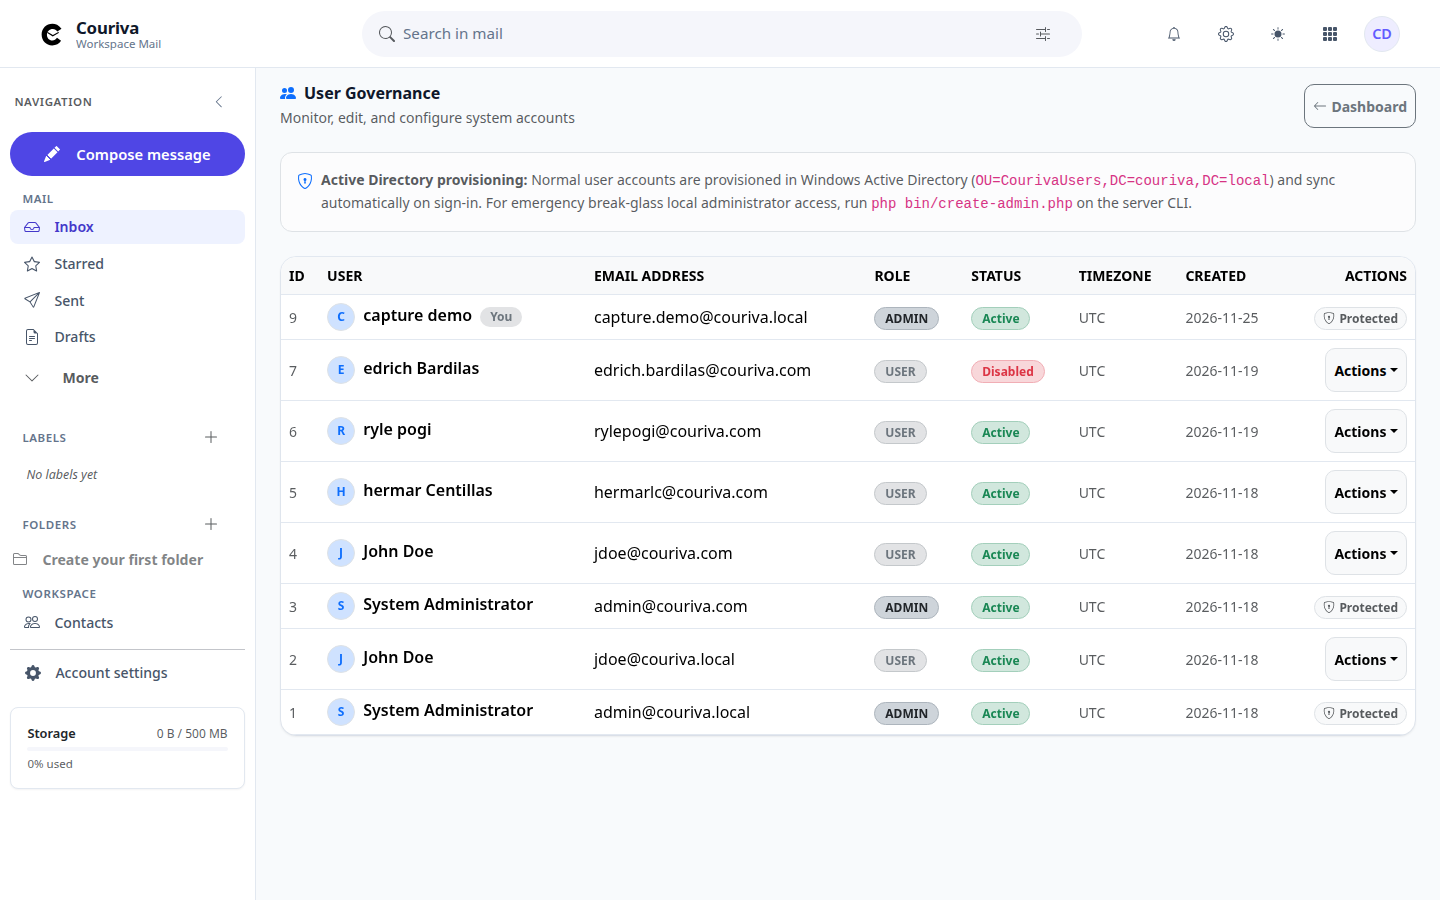 Couriva
Workspace Mail
Search in mail
CD
NAVIGATION
Compose message
MAIL
Inbox
Starred
Sent
Drafts
More
LABELS
No labels yet
FOLDERS
Create your first folder
WORKSPACE
Contacts
Account settings
Storage 0 B / 500 MB
0% used
User Governance
Monitor, edit, and configure system accounts
← Dashboard
Active Directory provisioning: Normal user accounts are provisioned in Windows Active Directory (OU=CourivaUsers,DC=couriva,DC=local) and sync
automatically on sign-in. For emergency break-glass local administrator access, run php bin/create-admin.php on the server CLI.
ID USER EMAIL ADDRESS ROLE STATUS TIMEZONE CREATED ACTIONS
9 C capture demo You capture.demo@couriva.local ADMIN Active UTC 2026-11-25 Protected
7 E edrich Bardilas edrich.bardilas@couriva.com USER Disabled UTC 2026-11-19 Actions
6 R ryle pogi rylepogi@couriva.com USER Active UTC 2026-11-19 Actions
5 H hermar Centillas hermarlc@couriva.com USER Active UTC 2026-11-18 Actions
4 J John Doe jdoe@couriva.com USER Active UTC 2026-11-18 Actions
3 S System Administrator admin@couriva.com ADMIN Active UTC 2026-11-18 Protected
2 J John Doe jdoe@couriva.local USER Active UTC 2026-11-18 Actions
1 S System Administrator admin@couriva.local ADMIN Active UTC 2026-11-18 Protected